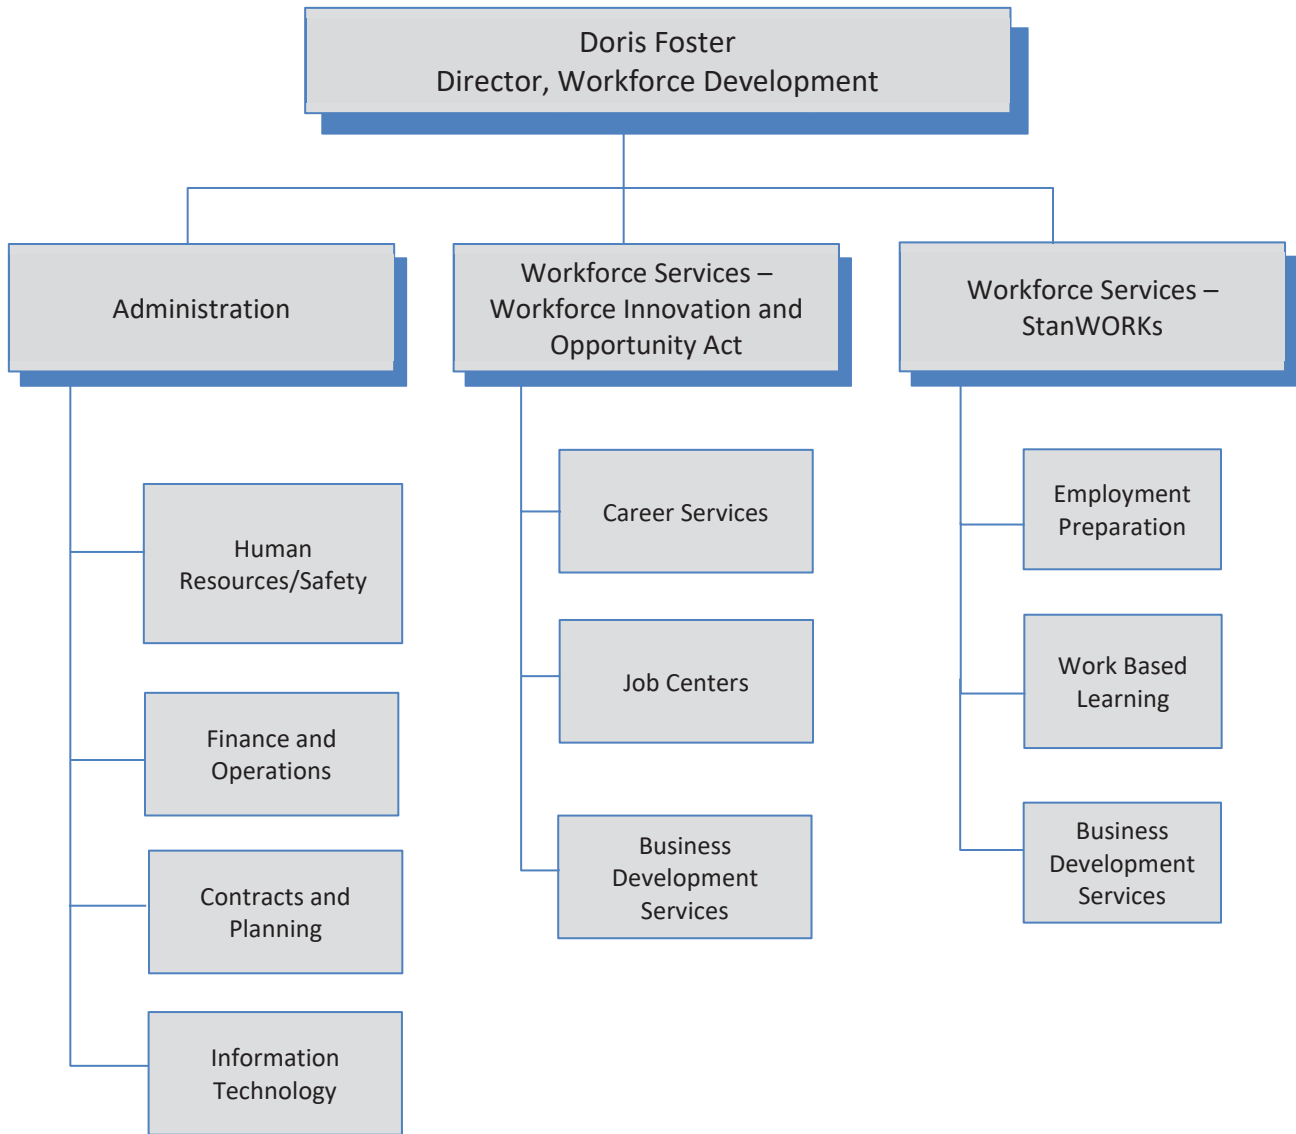 Doris Foster
Director, Workforce Development
Administration
Workforce Services –
Workforce Innovation and
Opportunity Act
Workforce Services –
StanWORKs
Human
Resources/Safety
Finance and
Operations
Contracts and
Planning
Information
Technology
Career Services
Job Centers
Business
Development
Services
Employment
Preparation
Work Based
Learning
Business
Development
Services